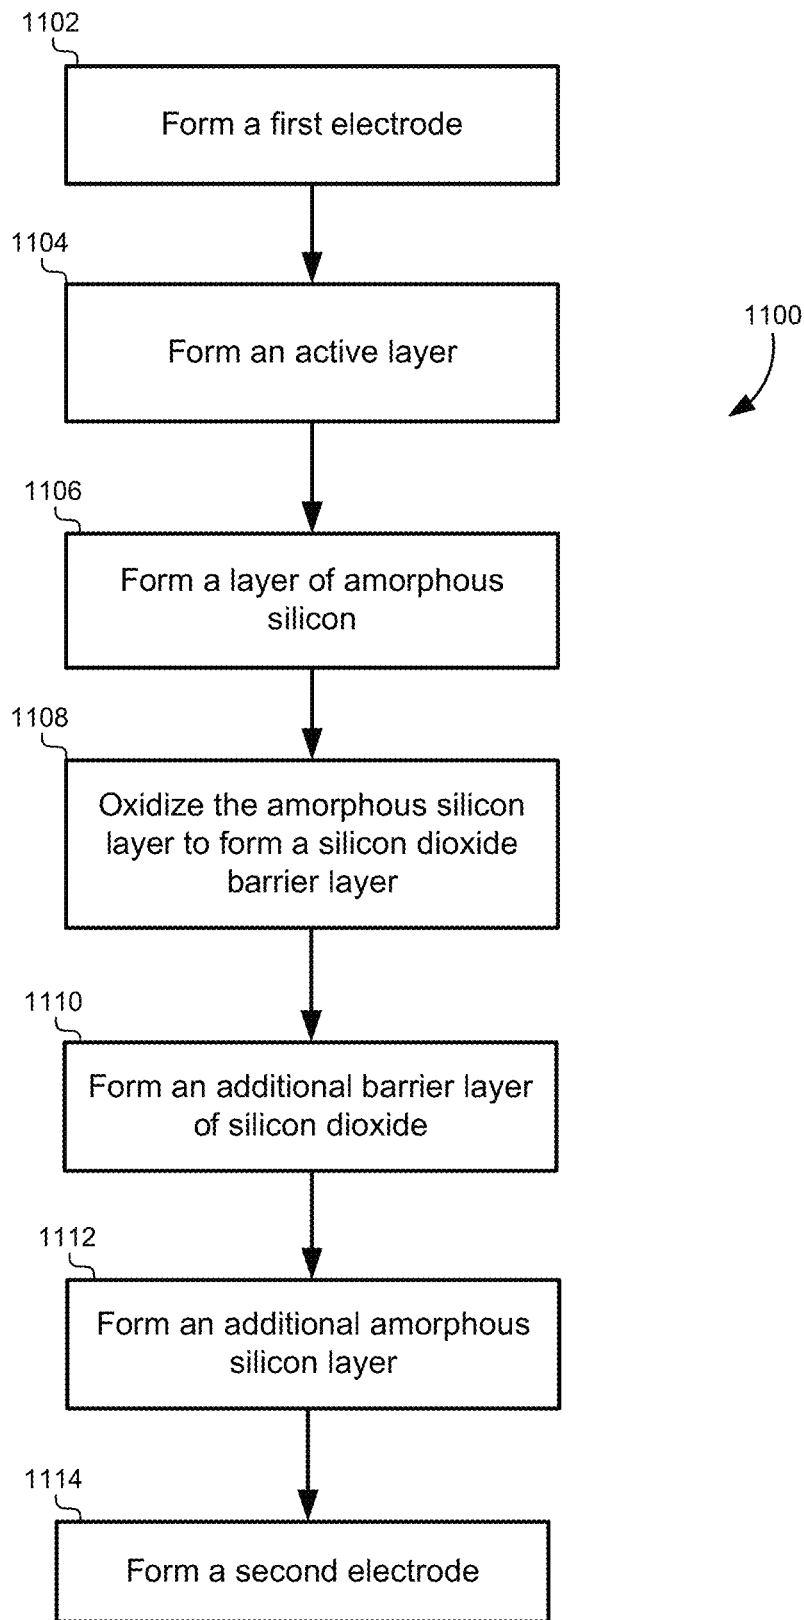 1102
Form a first electrode
1104
Form an active layer
1100
1106
Form a layer of amorphous
silicon
1108
Oxidize the amorphous silicon
layer to form a silicon dioxide
barrier layer
1110
Form an additional barrier layer
of silicon dioxide
1112
Form an additional amorphous
silicon layer
1114
Form a second electrode